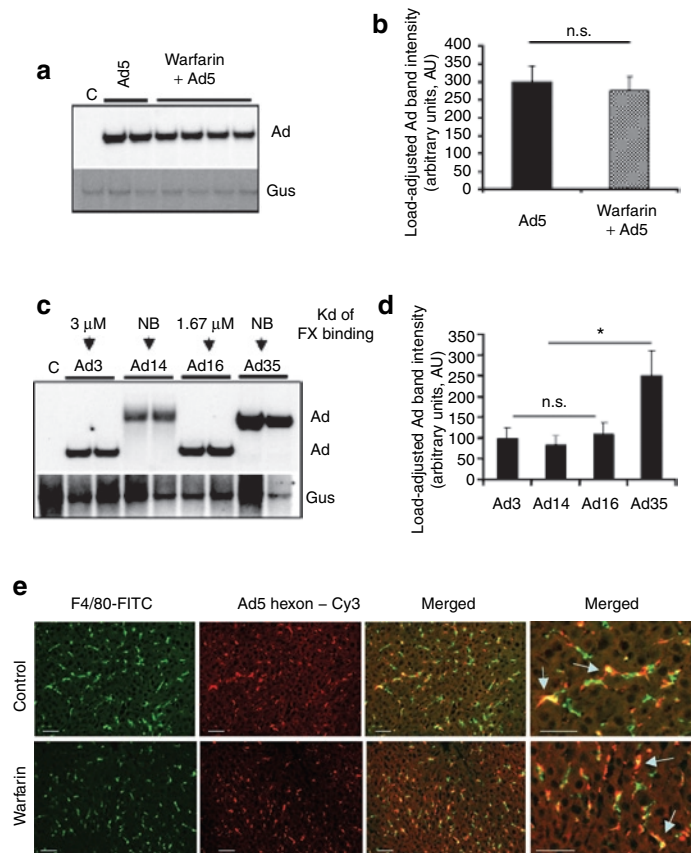 a
C
Ad5
Warfarin
+ Ad5
Ad
Gus
b
n.s.
Load-adjusted Ad band intensity
(arbitrary units, AU)
400
350
300
250
200
150
100
50
0
Ad5
Warfarin
+ Ad5
c
3 μM
NB
1.67 μM
NB
Kd of
FX binding
C
Ad3
Ad14
Ad16
Ad35
Ad
Ad
Gus
d
*
n.s.
Load-adjusted Ad band intensity
(arbitrary units, AU)
350
300
250
200
150
100
50
0
Ad3
Ad14
Ad16
Ad35
e
F4/80-FITC
Ad5 hexon – Cy3
Merged
Merged
Control
Warfarin